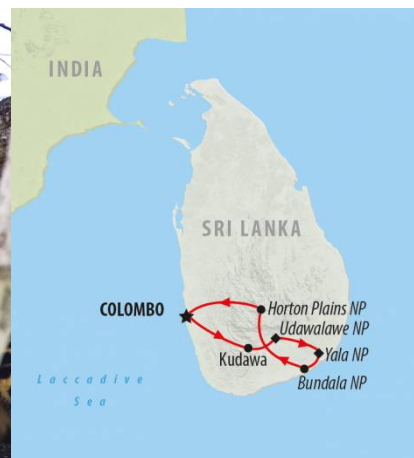 INDIA
SRI LANKA
COLOMBO
Horton Plains NP
Udawalawe NP
Kudawa
Yala NP
Bundala NP
Laccadive
Sea